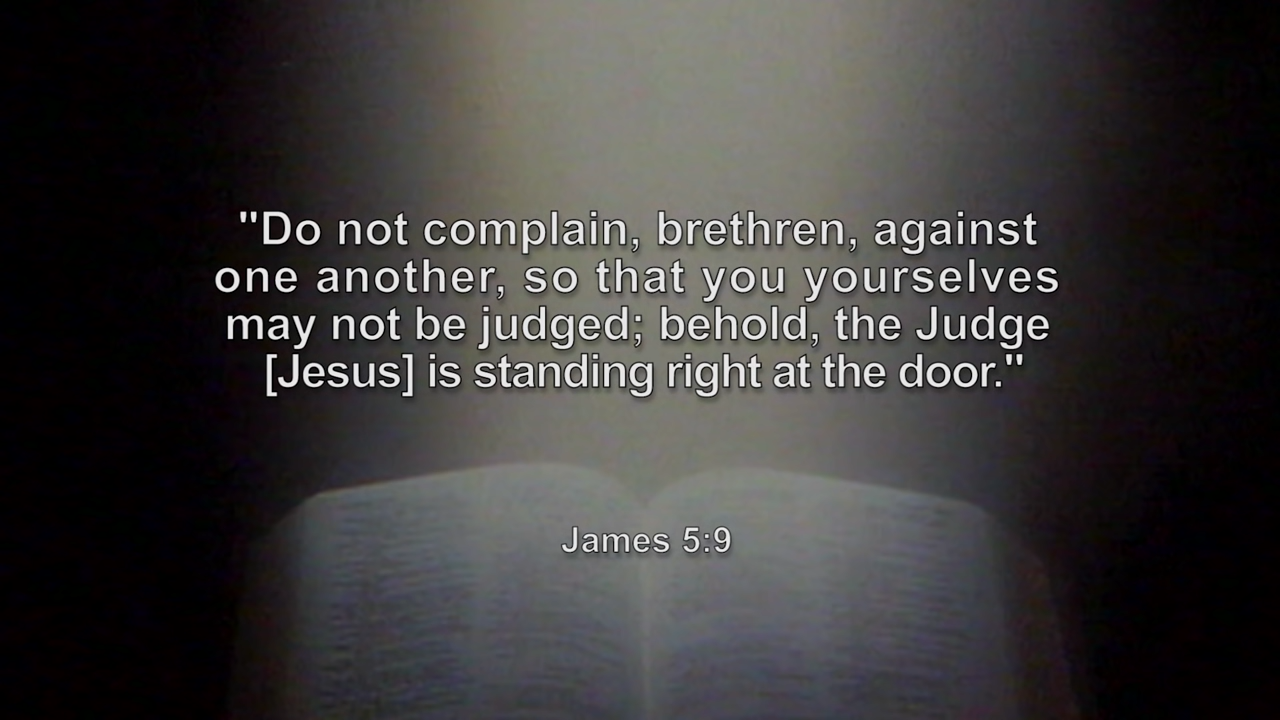 "Do not complain, brethren, against
one another, so that you yourselves
may not be judged; behold, the Judge
[Jesus] is standing right at the door."
James 5:9